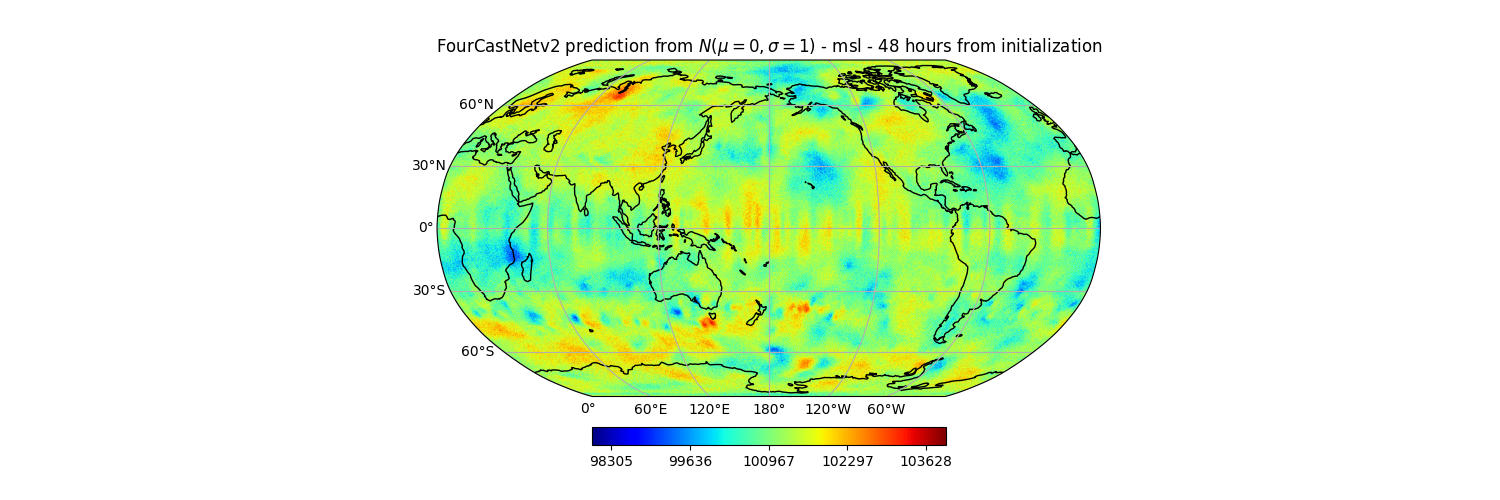 FourCastNetv2 prediction from N(μ = 0, σ = 1) - msl - 48 hours from initialization
60°N
30°N
0°
30°S
60°S
0° 60°E 120°E 180° 120°W 60°W
98305 99636 100967 102297 103628